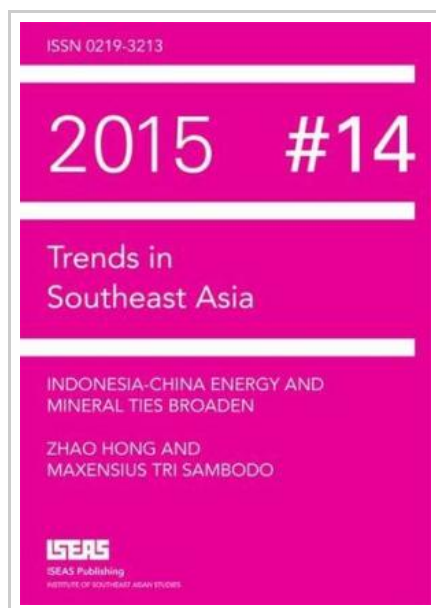 ISSN 0219-3213
2015 #14
Trends in
Southeast Asia
INDONESIA-CHINA ENERGY AND
MINERAL TIES BROADEN
ZHAO HONG AND
MAXENSIUS TRI SAMBODO
ISEAS
ISEAS Publishing
INSTITUTE OF SOUTHEAST ASIAN STUDIES